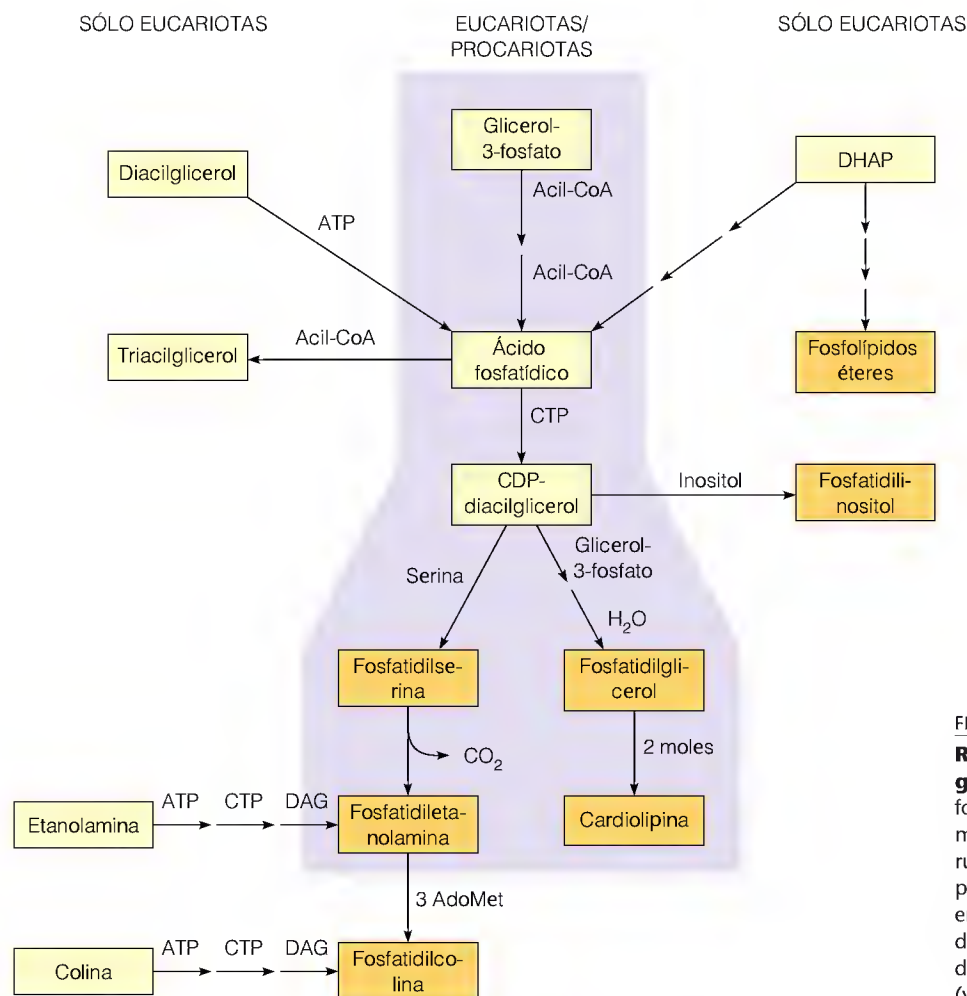 SÓLO EUCARIOTAS
EUCARIOTAS/
PROCARIOTAS
SÓLO EUCARIOTAS
Glicerol-
3-fosfato
Diacilglicerol
DHAP
Acil-CoA
ATP
Acil-CoA
Acil-CoA
Triacilglicerol
Ácido
fosfatídico
Fosfolípidos
éteres
CTP
CDP-
diacilglicerol
Inositol
Fosfatidili-
nositol
Serina
Glicerol-
3-fosfato
H₂O
Fosfatidilse-
rina
Fosfatidilgli-
cerol
CO₂
2 moles
Etanolamina
ATP
CTP
DAG
Fosfatidileta-
nolamina
Cardiolipina
3 AdoMet
Colina
ATP
CTP
DAG
Fosfatidilco-
lina